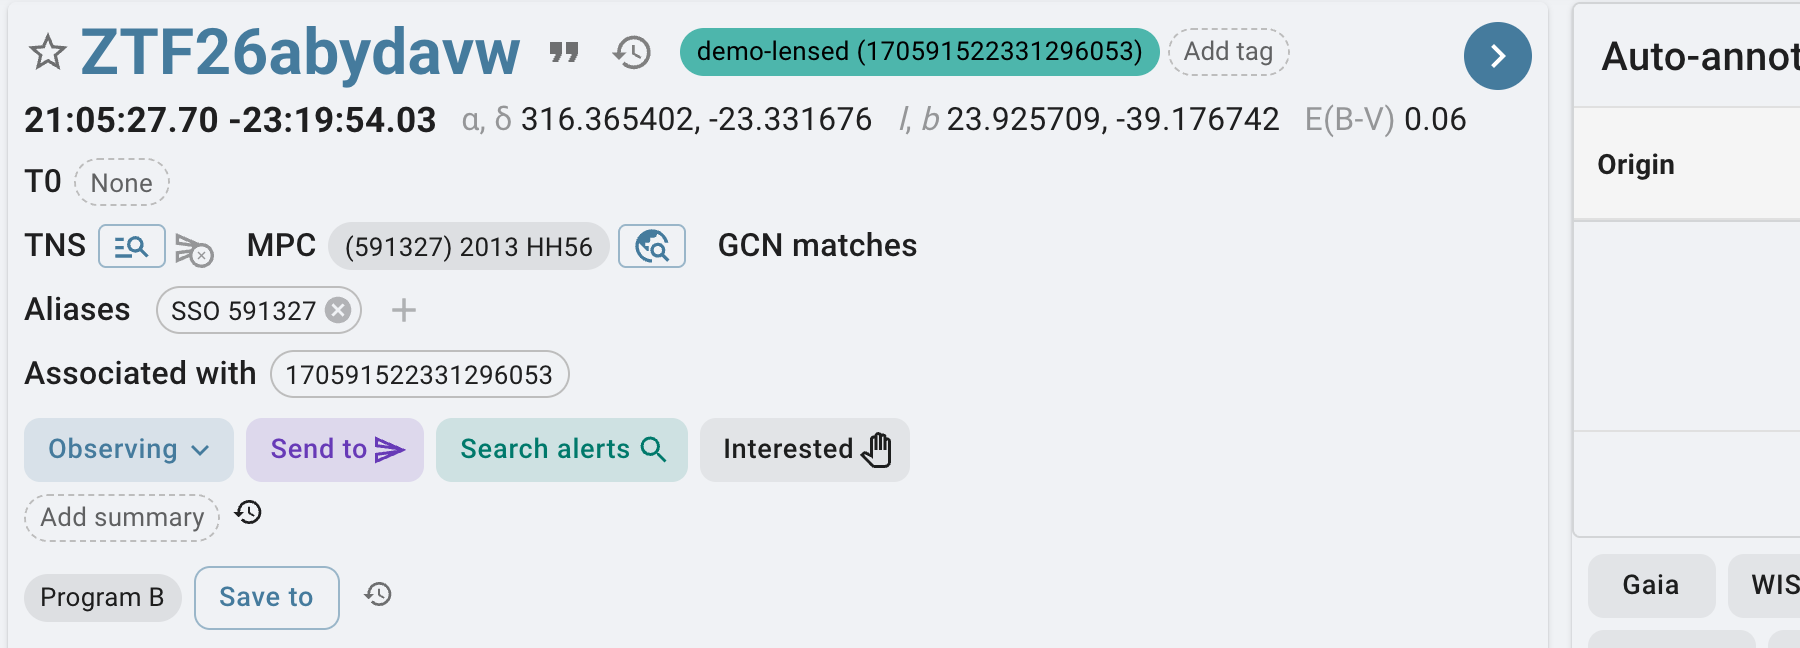 ZTF26abydavw demo-lensed (170591522331296053) Add tag
21:05:27.70 -23:19:54.03 α, δ 316.365402, -23.331676 l, b 23.925709, -39.176742 E(B-V) 0.06
T0 None
TNS MPC (591327) 2013 HH56 GCN matches
Aliases SSO 591327
Associated with 170591522331296053
Observing Send to Search alerts Interested
Add summary
Program B Save to
Auto-annot
Origin
Gaia WIS